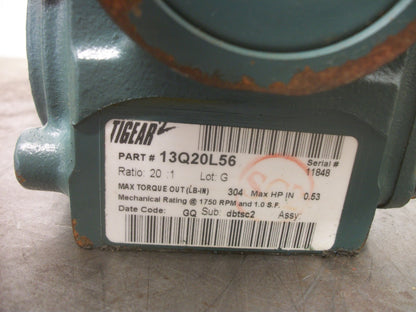 TIGEAR 2
PART # 13Q20L56 Serial #
Ratio: 20 :1 Lot: G 11848
MAX TORQUE OUT (LB-IN) 304 Max HP IN 0.53
Mechanical Rating @ 1750 RPM and 1.0 S.F.
Date Code: GQ Sub: dbtsc2 Assy